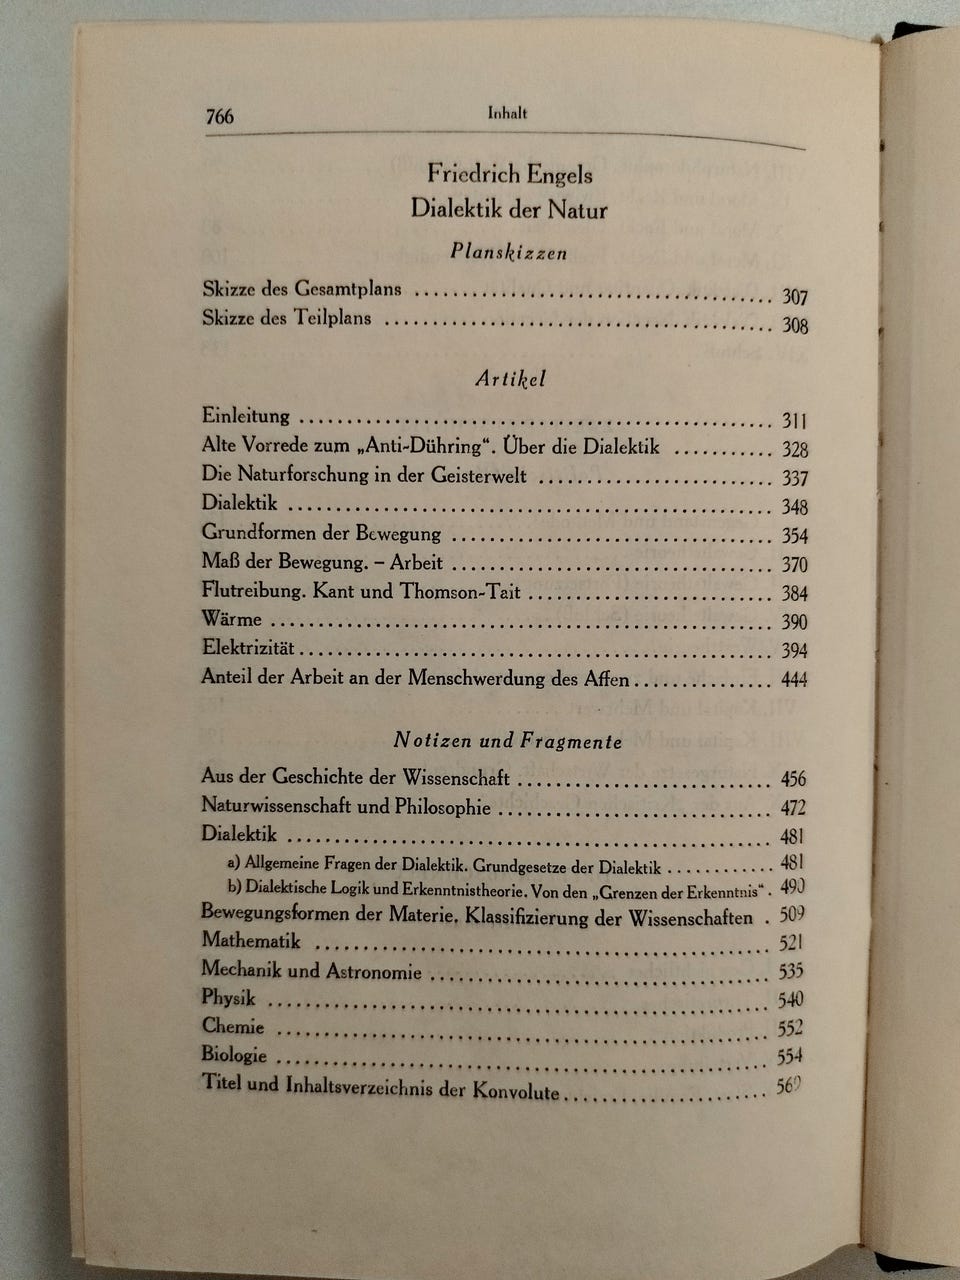 766 Inhalt
Friedrich Engels
Dialektik der Natur
Planskizzen
Skizze des Gesamtplans ........................................ 307
Skizze des Teilplans ........................................ 308
Artikel
Einleitung ........................................ 311
Alte Vorrede zum „Anti-Dühring“. Über die Dialektik ........... 328
Die Naturforschung in der Geisterwelt ........................ 337
Dialektik ........................................ 348
Grundformen der Bewegung ................................ 354
Maß der Bewegung. – Arbeit ................................ 370
Flutreibung. Kant und Thomson-Tait ......................... 384
Wärme ........................................ 390
Elektrizität ........................................ 394
Anteil der Arbeit an der Menschwerdung des Affen ............... 444
Notizen und Fragmente
Aus der Geschichte der Wissenschaft .......................... 456
Naturwissenschaft und Philosophie ............................ 472
Dialektik ........................................ 481
a) Allgemeine Fragen der Dialektik. Grundgesetze der Dialektik ............ 481
b) Dialektische Logik und Erkenntnistheorie. Von den „Grenzen der Erkenntnis“ . 490
Bewegungsformen der Materie. Klassifizierung der Wissenschaften . 509
Mathematik ........................................ 521
Mechanik und Astronomie .................................. 535
Physik ........................................ 540
Chemie ........................................ 552
Biologie ........................................ 554
Titel und Inhaltsverzeichnis der Konvolute .....................